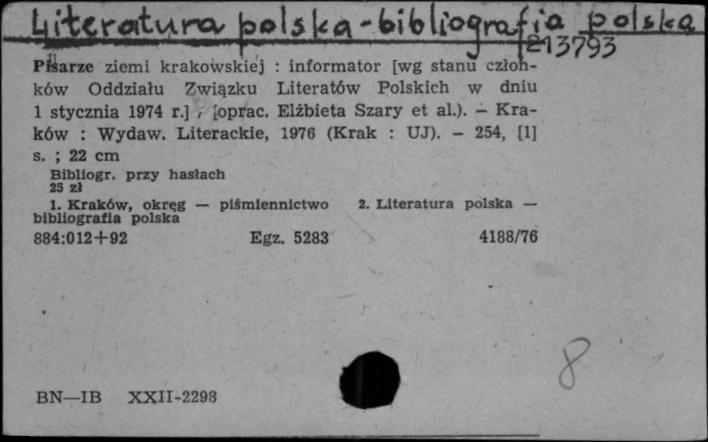 Literatura polska - bibliografia polska
213793
Pisarze ziemi krakowskiej : informator [wg stanu człon-
ków Oddziału Związku Literatów Polskich w dniu
1 stycznia 1974 r.] / [oprac. Elżbieta Szary et al.). — Kra-
ków : Wydaw. Literackie, 1976 (Krak : UJ). — 254, [1]
s. ; 22 cm
Bibliogr. przy hasłach
25 zł
1. Kraków, okręg — piśmiennictwo 2. Literatura polska —
bibliografia polska
884:012+92 Egz. 5283 4188/76
8
BN—IB XXII-2298